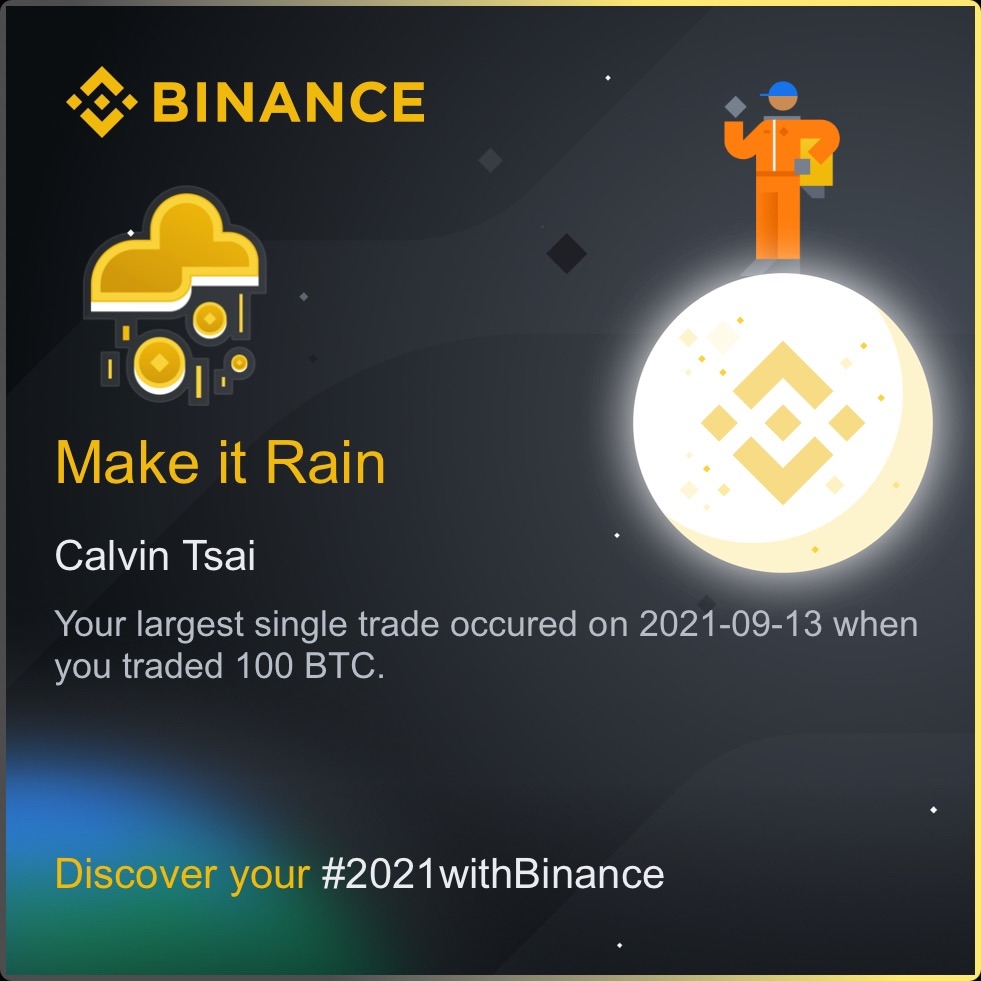 BINANCE
Make it Rain
Calvin Tsai
Your largest single trade occured on 2021-09-13 when
you traded 100 BTC.
Discover your #2021withBinance